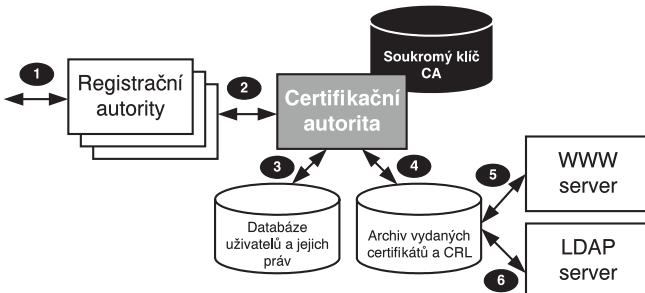 Soukromý klíč
CA
1
Registrační
autority
2
Certifikační
autorita
3
4
Databáze
uživatelů a jejich
práv
Archiv vydaných
certifikátů a CRL
5
WWW
server
6
LDAP
server